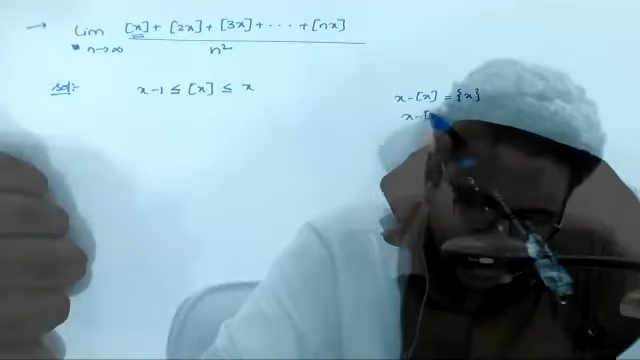 → Lim [x] + [2x] + [3x] + ... + [nx]
n→∞ n²
Sol:- x-1 ≤ [x] ≤ x
x-[x] = {x}
x-[